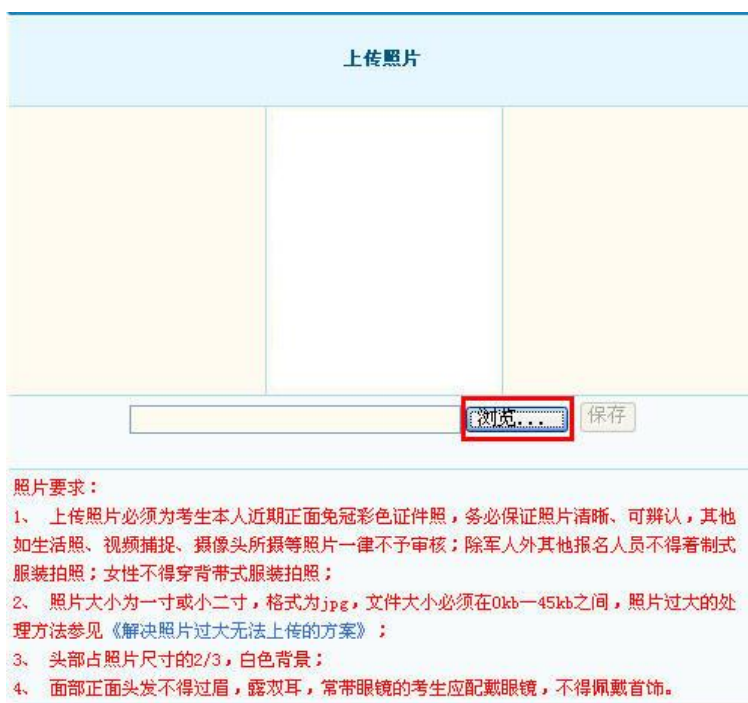 上传照片
浏览...
保存
照片要求：
1、 上传照片必须为考生本人近期正面免冠彩色证件照，务必保证照片清晰、可辨认，其他
如生活照、视频捕捉、摄像头所摄等照片一律不予审核；除军人外其他报名人员不得着制式
服装拍照；女性不得穿背带式服装拍照；
2、 照片大小为一寸或小二寸，格式为jpg，文件大小必须在0kb—45kb之间，照片过大的处
理方法参见《解决照片过大无法上传的方案》；
3、 头部占照片尺寸的2/3，白色背景；
4、 面部正面头发不得过眉，露双耳，常带眼镜的考生应配戴眼镜，不得佩戴首饰。